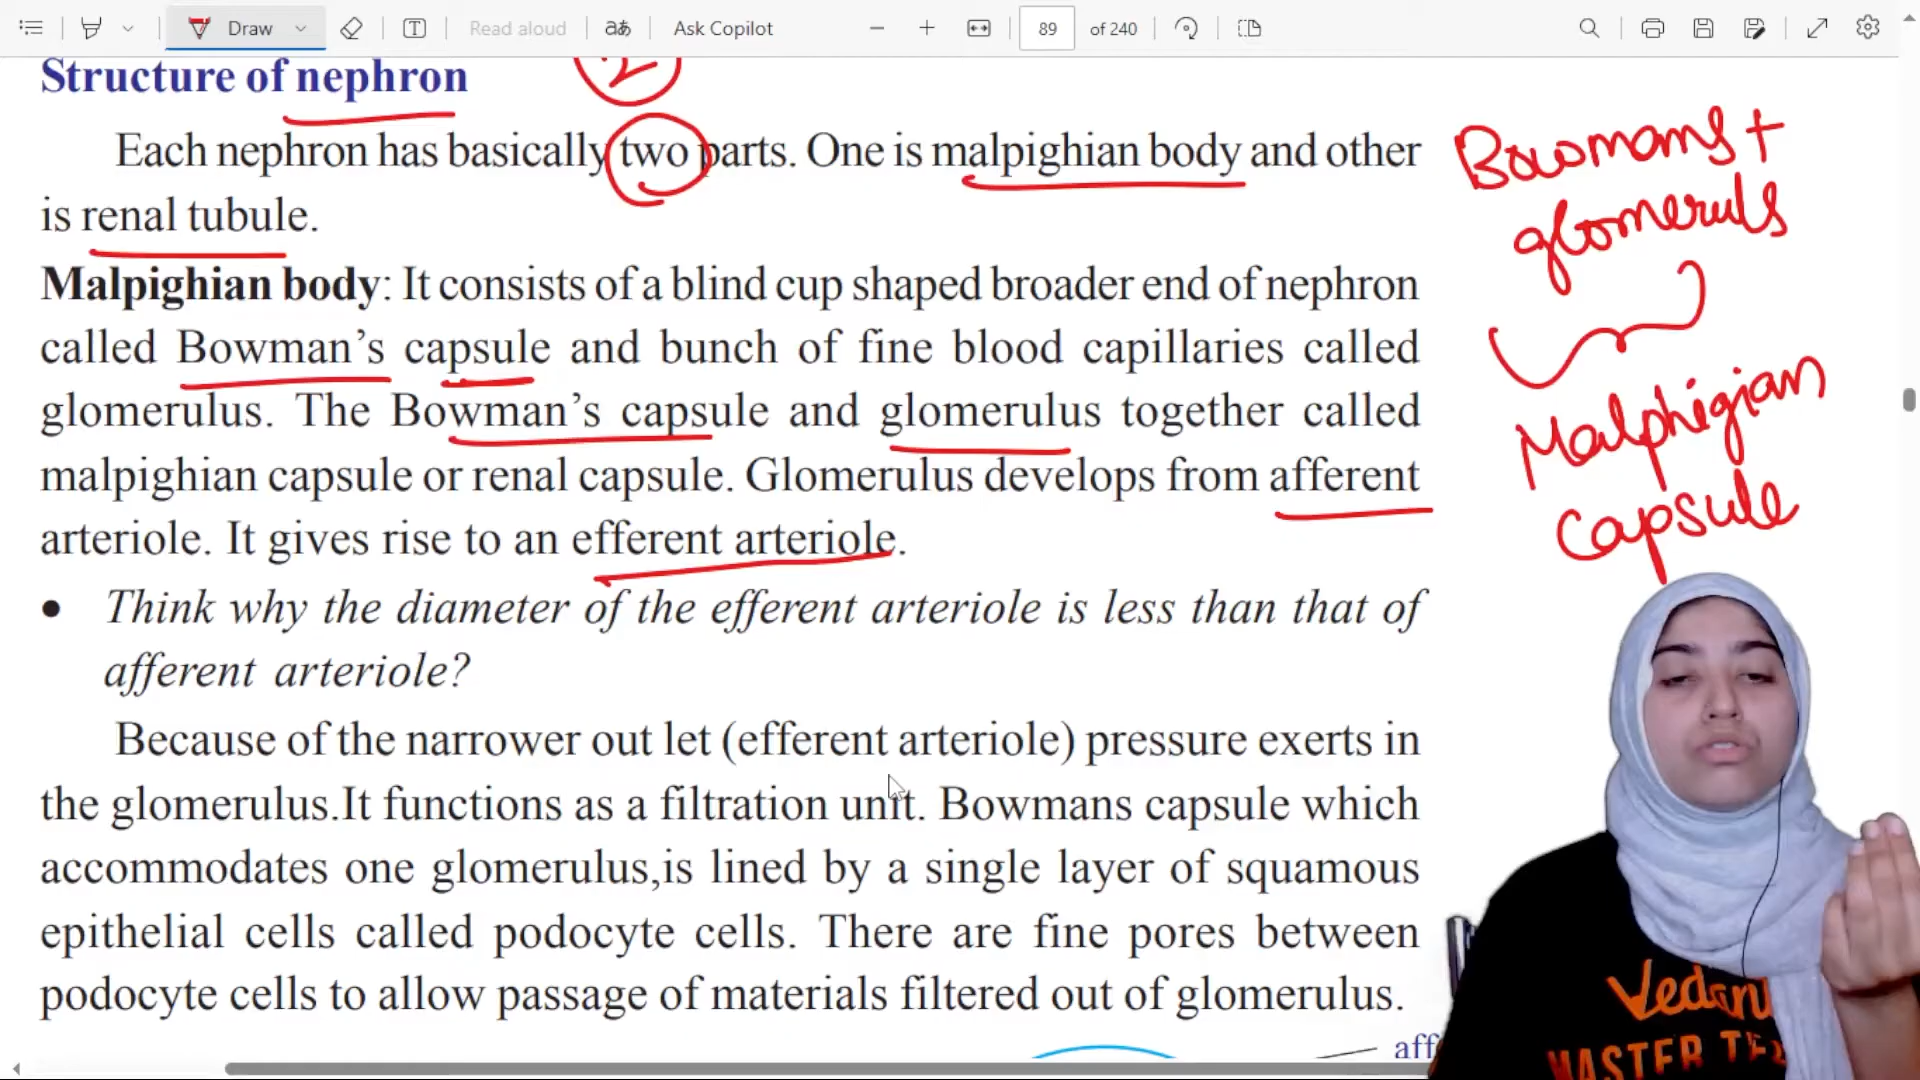 Draw
Read aloud
Ask Copilot
89
of 240
Structure of nephron
2
Each nephron has basically two parts. One is malpighian body and other
is renal tubule.
Malpighian body: It consists of a blind cup shaped broader end of nephron
called Bowman's capsule and bunch of fine blood capillaries called
glomerulus. The Bowman's capsule and glomerulus together called
malpighian capsule or renal capsule. Glomerulus develops from afferent
arteriole. It gives rise to an efferent arteriole.
• Think why the diameter of the efferent arteriole is less than that of
afferent arteriole?
Because of the narrower out let (efferent arteriole) pressure exerts in
the glomerulus.It functions as a filtration unit. Bowmans capsule which
accommodates one glomerulus,is lined by a single layer of squamous
epithelial cells called podocyte cells. There are fine pores between
podocyte cells to allow passage of materials filtered out of glomerulus.
aff
Bowmans +
glomeruls
Malphigian
Capsule
Vedan
MASTER TE